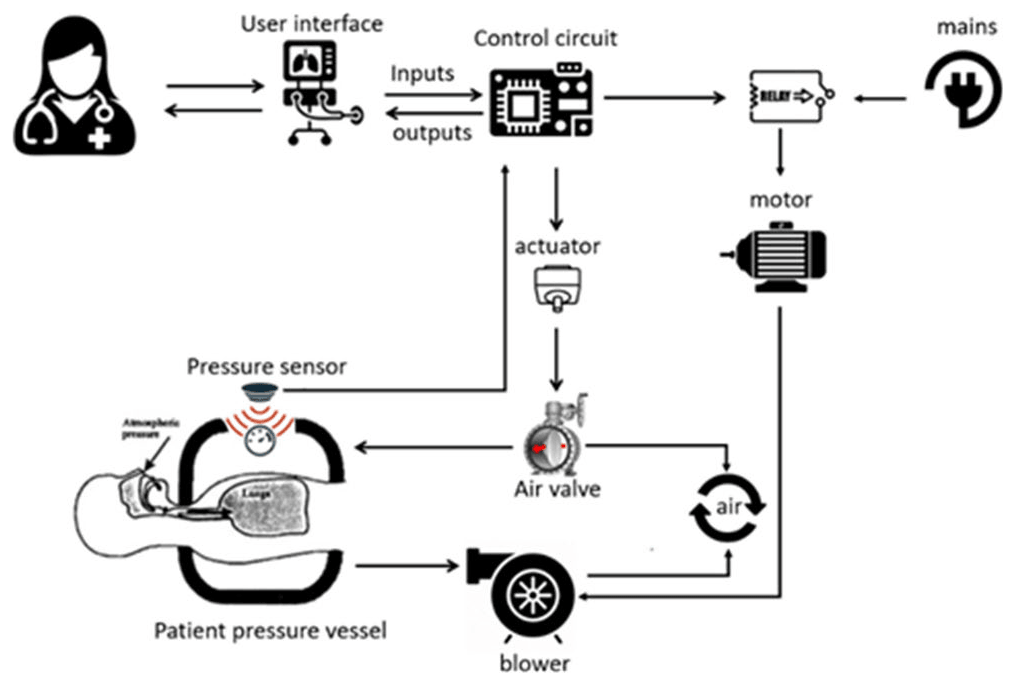 User interface
mains
Control circuit
Inputs
outputs
RELAY
motor
actuator
Pressure sensor
Atmospheric
pressure
Lungs
Air valve
air
Patient pressure vessel
blower